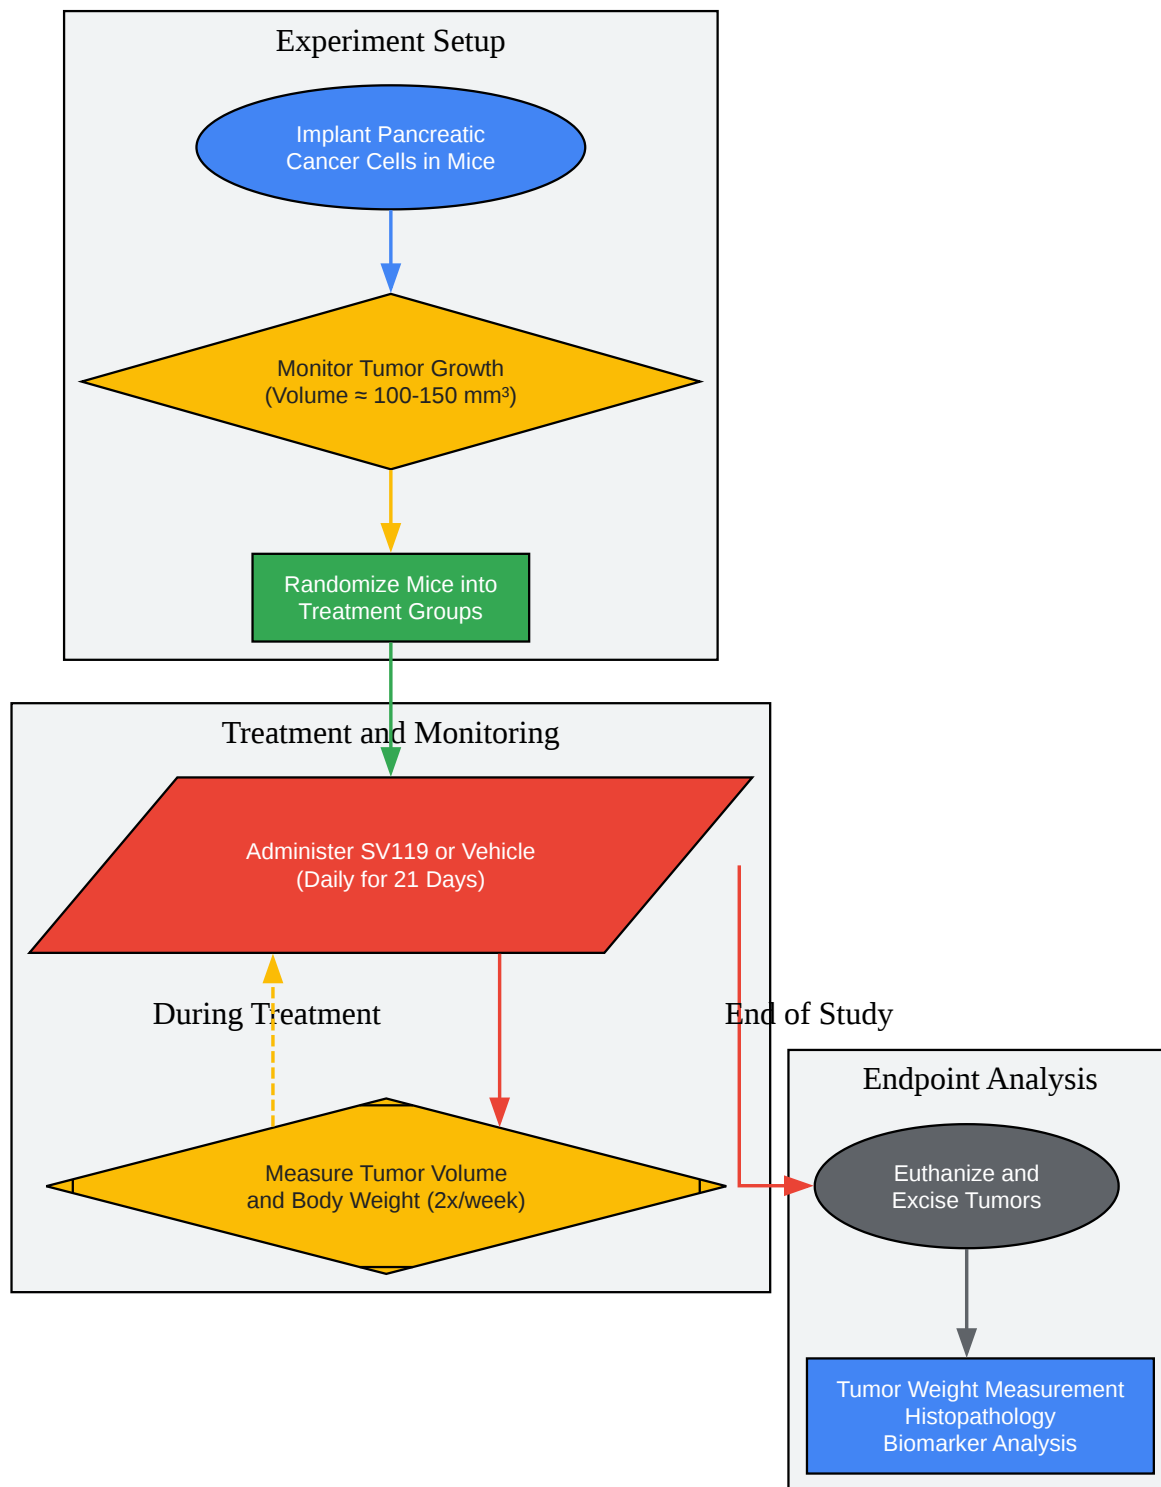 Experiment Setup
Implant Pancreatic
Cancer Cells in Mice
Monitor Tumor Growth
(Volume ≈ 100-150 mm³)
Randomize Mice into
Treatment Groups
Treatment and Monitoring
Administer SV119 or Vehicle
(Daily for 21 Days)
During Treatment
End of Study
Measure Tumor Volume
and Body Weight (2x/week)
Endpoint Analysis
Euthanize and
Excise Tumors
Tumor Weight Measurement
Histopathology
Biomarker Analysis